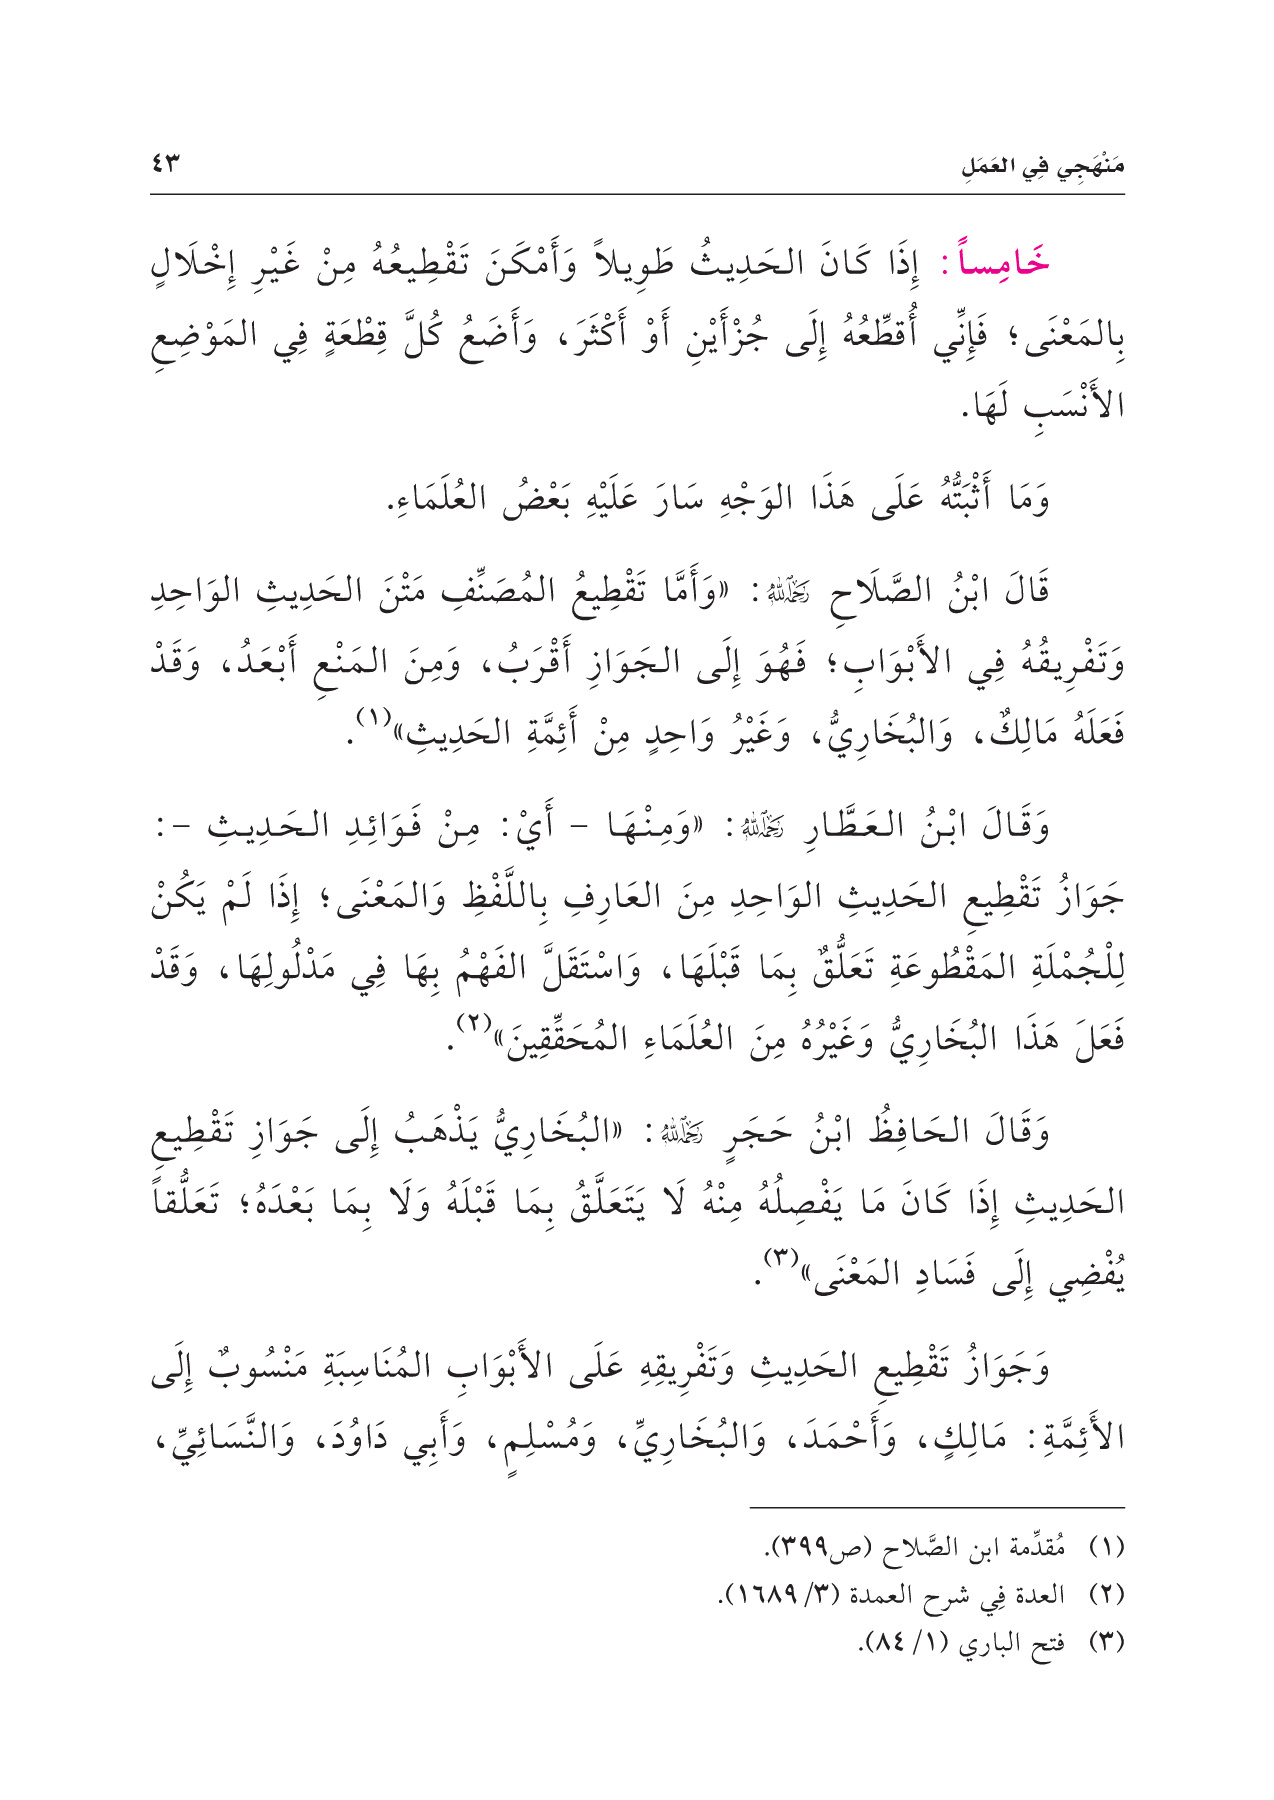 مَنْهَجِي فِي العَمَلِ ٤٣
خَامِساً: إِذَا كَانَ الحَدِيثُ طَوِيلاً وَأَمْكَنَ تَقْطِيعُهُ مِنْ غَيْرِ إِخْلَالٍ
بِالمَعْنَى؛ فَإِنِّي أُقطِّعُهُ إِلَى جُزْأَيْنِ أَوْ أَكْثَرَ، وَأَضَعُ كُلَّ قِطْعَةٍ فِي المَوْضِعِ
الأَنْسَبِ لَهَا.
وَمَا أَثْبَتُّهُ عَلَى هَذَا الوَجْهِ سَارَ عَلَيْهِ بَعْضُ العُلَمَاءِ.
قَالَ ابْنُ الصَّلَاحِ رَحِمَهُ اللهُ: «وَأَمَّا تَقْطِيعُ المُصَنِّفِ مَتْنَ الحَدِيثِ الوَاحِدِ
وَتَفْرِيقُهُ فِي الأَبْوَابِ؛ فَهُوَ إِلَى الجَوَازِ أَقْرَبُ، وَمِنَ المَنْعِ أَبْعَدُ، وَقَدْ
فَعَلَهُ مَالِكٌ، وَالبُخَارِيُّ، وَغَيْرُ وَاحِدٍ مِنْ أَئِمَّةِ الحَدِيثِ»(١).
وَقَالَ ابْنُ العَطَّارِ رَحِمَهُ اللهُ: «وَمِنْهَا - أَيْ: مِنْ فَوَائِدِ الحَدِيثِ -:
جَوَازُ تَقْطِيعِ الحَدِيثِ الوَاحِدِ مِنَ العَارِفِ بِاللَّفْظِ وَالمَعْنَى؛ إِذَا لَمْ يَكُنْ
لِلْجُمْلَةِ المَقْطُوعَةِ تَعَلُّقٌ بِمَا قَبْلَهَا، وَاسْتَقَلَّ الفَهْمُ بِهَا فِي مَدْلُولِهَا، وَقَدْ
فَعَلَ هَذَا البُخَارِيُّ وَغَيْرُهُ مِنَ العُلَمَاءِ المُحَقِّقِينَ»(٢).
وَقَالَ الحَافِظُ ابْنُ حَجَرٍ رَحِمَهُ اللهُ: «البُخَارِيُّ يَذْهَبُ إِلَى جَوَازِ تَقْطِيعِ
الحَدِيثِ إِذَا كَانَ مَا يَفْصِلُهُ مِنْهُ لَا يَتَعَلَّقُ بِمَا قَبْلَهُ وَلَا بِمَا بَعْدَهُ؛ تَعَلُّقاً
يُفْضِي إِلَى فَسَادِ المَعْنَى»(٣).
وَجَوَازُ تَقْطِيعِ الحَدِيثِ وَتَفْرِيقِهِ عَلَى الأَبْوَابِ المُنَاسِبَةِ مَنْسُوبٌ إِلَى
الأَئِمَّةِ: مَالِكٍ، وَأَحْمَدَ، وَالبُخَارِيِّ، وَمُسْلِمٍ، وَأَبِي دَاوُدَ، وَالنَّسَائِيِّ،
(١) مُقدِّمة ابن الصَّلاح (ص٣٩٩).
(٢) العدة فِي شرح العمدة (٣/ ١٦٨٩).
(٣) فتح الباري (١/ ٨٤).